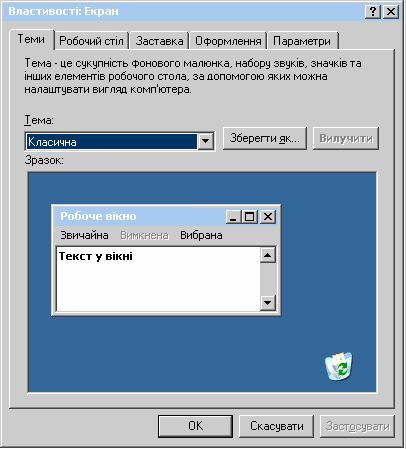 Властивості: Екран
Теми Робочий стіл Заставка Оформлення Параметри
Тема - це сукупність фонового малюнка, набору звуків, значків та
інших елементів робочого стола, за допомогою яких можна
налаштувати вигляд комп'ютера.
Тема:
Класична Зберегти як... Вилучити
Зразок:
Робоче вікно
Звичайна Вимкнена Вибрана
Текст у вікні
OK Скасувати Застосувати